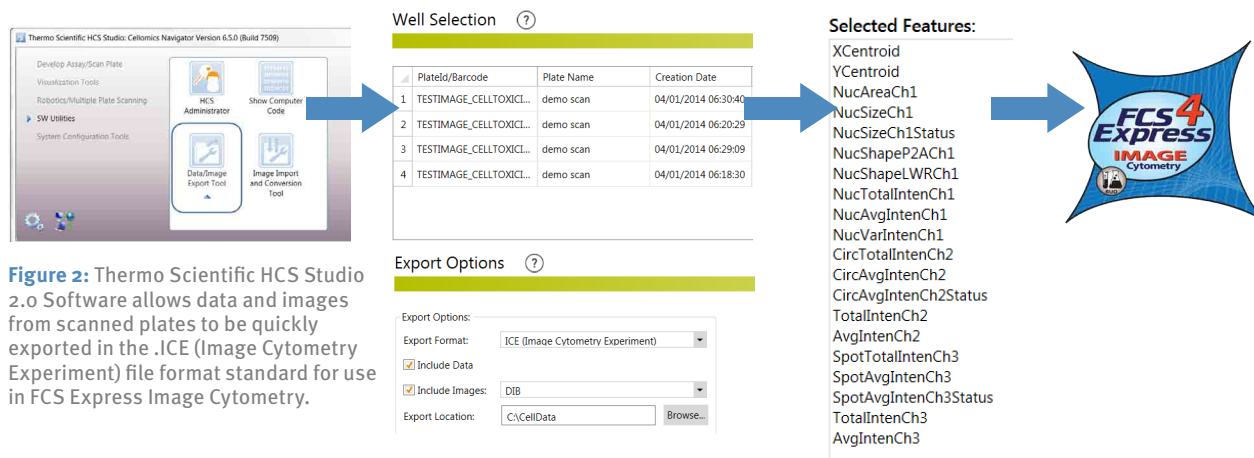 Thermo Scientific HCS Studio: Cellomics Navigator Version 6.5.0 (Build 7509)
Develop Assay/Scan Plate
Visualization Tools
Robotics/Multiple Plate Scanning
SW Utilities
System Configuration Tools
HCS
Administrator
Show Computer
Code
Data/Image
Export Tool
Image Import
and Conversion
Tool
Figure 2: Thermo Scientific HCS Studio
2.0 Software allows data and images
from scanned plates to be quickly
exported in the .ICE (Image Cytometry
Experiment) file format standard for use
in FCS Express Image Cytometry.
Well Selection ?
PlateId/Barcode Plate Name Creation Date
1 TESTIMAGE_CELLTOXICI... demo scan 04/01/2014 06:30:40
2 TESTIMAGE_CELLTOXICI... demo scan 04/01/2014 06:20:29
3 TESTIMAGE_CELLTOXICI... demo scan 04/01/2014 06:29:09
4 TESTIMAGE_CELLTOXICI... demo scan 04/01/2014 06:18:30
Export Options ?
Export Options:
Export Format: ICE (Image Cytometry Experiment)
Include Data
Include Images: DIB
Export Location: C:\CellData Browse...
Selected Features:
XCentroid
YCentroid
NucAreaCh1
NucSizeCh1
NucSizeCh1Status
NucShapeP2ACh1
NucShapeLWRCh1
NucTotalIntenCh1
NucAvgIntenCh1
NucVarIntenCh1
CircTotalIntenCh2
CircAvgIntenCh2
CircAvgIntenCh2Status
TotalIntenCh2
AvgIntenCh2
SpotTotalIntenCh3
SpotAvgIntenCh3
SpotAvgIntenCh3Status
TotalIntenCh3
AvgIntenCh3
FCS 4
Express
IMAGE
Cytometry